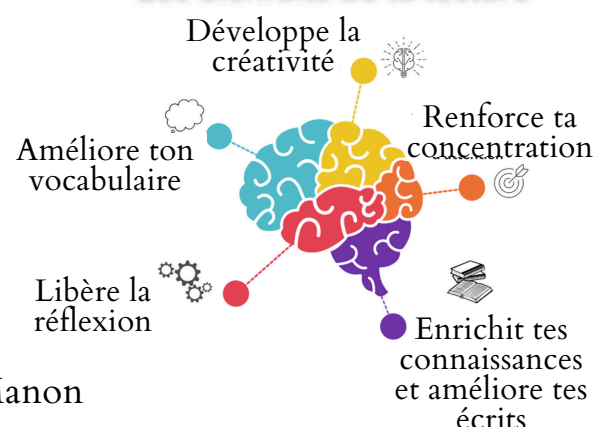 Développe la
créativité
Renforce ta
concentration
Améliore ton
vocabulaire
Libère la
réflexion
Enrichit tes
connaissances
et améliore tes
écrits